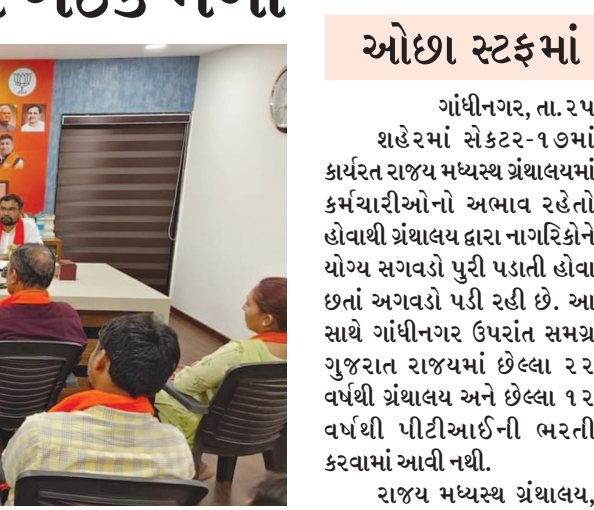 ઓછા સ્ટફમાં
ગાંધીનગર, તા. ૨૫
શહેરમાં સેકટર-૧૭માં
કાર્યરત રાજય મધ્યસ્થ ગ્રંથાલયમાં
કર્મચારીઓનો અભાવ રહેતો
હોવાથી ગ્રંથાલય દ્વારા નાગરિકોને
યોગ્ય સગવડો પુરી પડાતી હોવા
છતાં અગવડો પડી રહી છે. આ
સાથે ગાંધીનગર ઉપરાંત સમગ્ર
ગુજરાત રાજયમાં છેલ્લા ૨૨
વર્ષથી ગ્રંથાલય અને છેલ્લા ૧૨
વર્ષથી પીટીઆઈની ભરતી
કરવામાં આવી નથી.
રાજય મધ્યસ્થ ગ્રંથાલય,